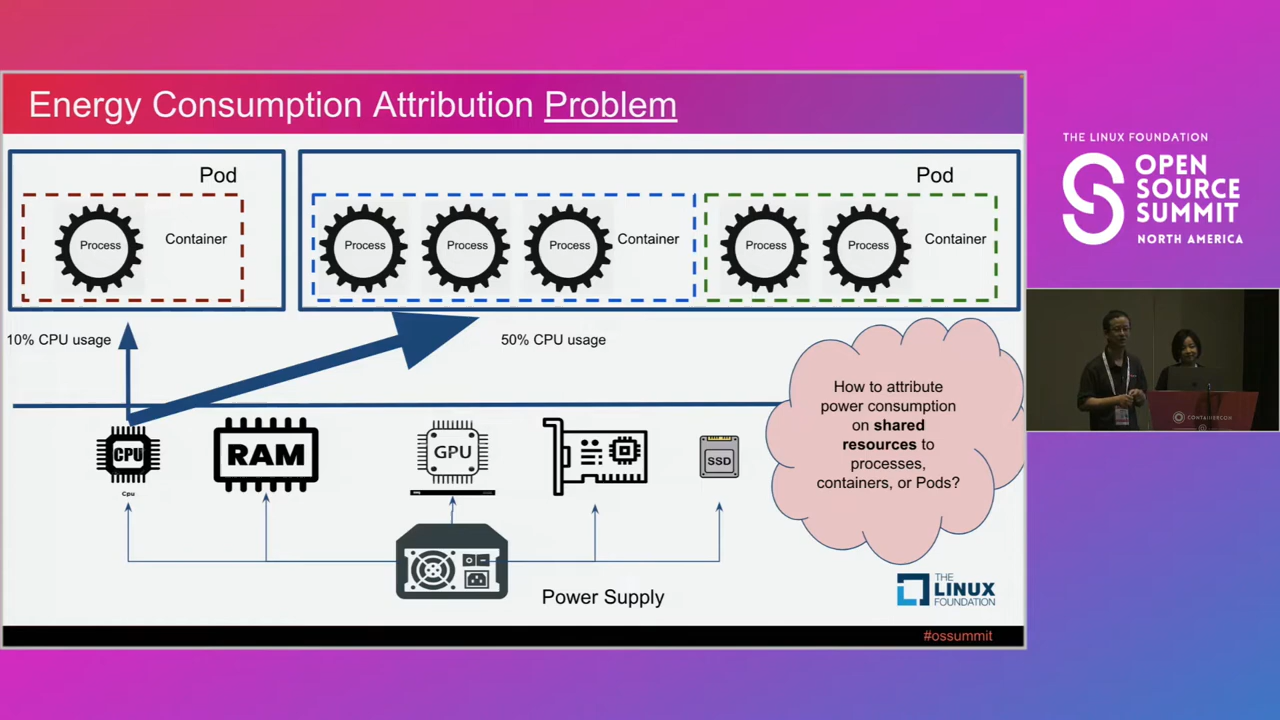 Energy Consumption Attribution Problem
Pod
Process
Container
Pod
Process
Process
Process
Container
Process
Process
Container
10% CPU usage
50% CPU usage
CPU
Cpu
RAM
GPU
SSD
Power Supply
How to attribute
power consumption
on shared
resources to
processes,
containers, or Pods?
THE
LINUX
FOUNDATION
#ossummit
THE LINUX FOUNDATION
OPEN
SOURCE
SUMMIT
NORTH AMERICA
CONTAINERCON